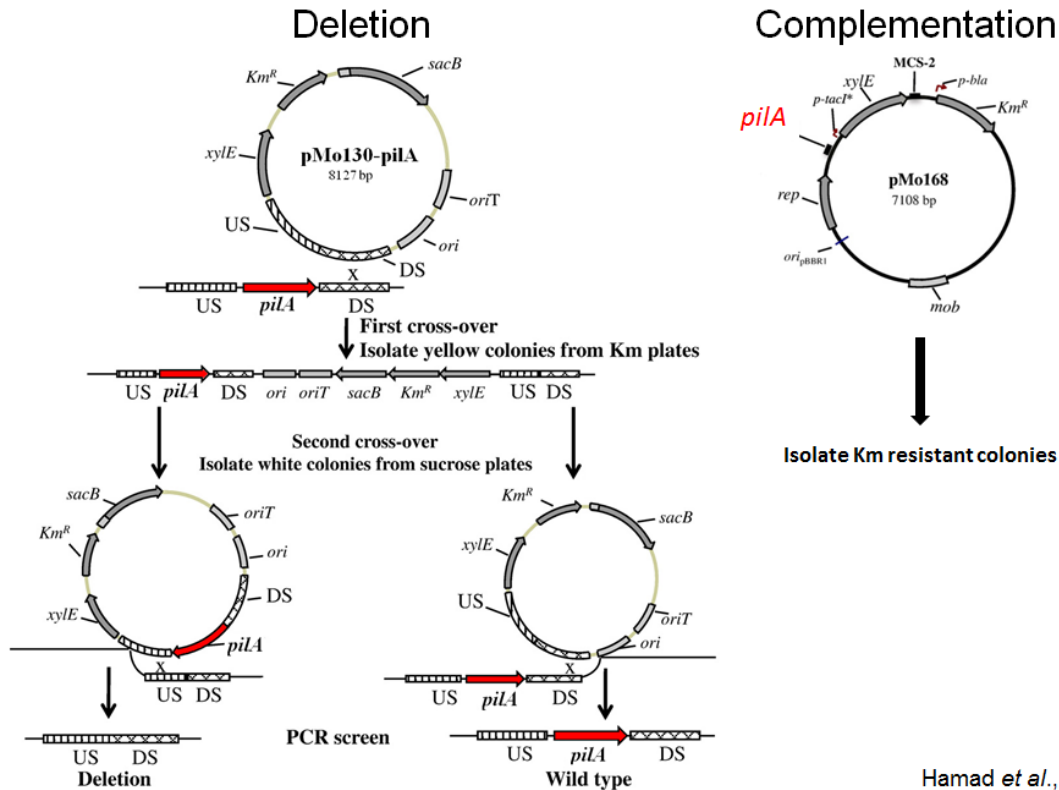 Deletion
Complementation
Km^R
sacB
xylE
pMo130-pilA
8127 bp
oriT
ori
US
DS
x
US
pilA
DS
MCS-2
xylE
p-bla
p-tacI*
Km^R
pilA
pMo168
7108 bp
rep
ori_pBBR1
mob
First cross-over
Isolate yellow colonies from Km plates
US
pilA
DS
ori
oriT
sacB
Km^R
xylE
US
DS
Second cross-over
Isolate white colonies from sucrose plates
Isolate Km resistant colonies
sacB
oriT
Km^R
ori
DS
xylE
pilA
x
US
DS
Km^R
sacB
xylE
US
oriT
ori
x
US
pilA
DS
US
DS
Deletion
PCR screen
US
pilA
DS
Wild type
Hamad et al.,